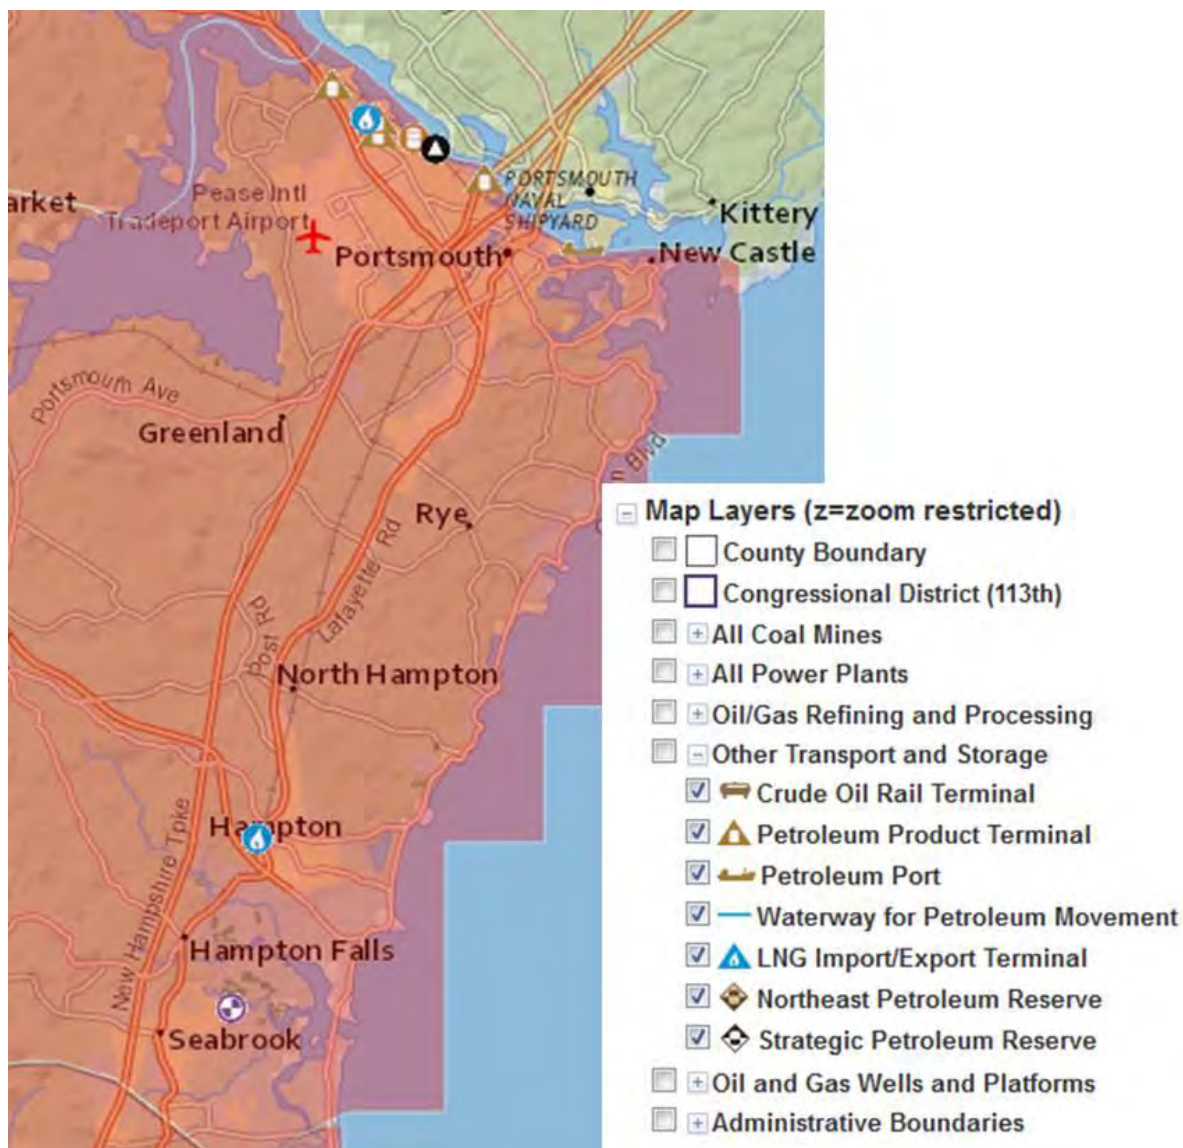 Pease Intl
Tradeport Airport
arket
PORTSMOUTH
NAVAL
SHIPYARD
Kittery
Portsmouth
New Castle
Portsmouth Ave
Greenland
n Blvd
Rye
Lafayette Rd
Post Rd
North Hampton
Hampton
New Hampshire Tpke
Hampton Falls
Seabrook
Map Layers (z=zoom restricted)
County Boundary
Congressional District (113th)
All Coal Mines
All Power Plants
Oil/Gas Refining and Processing
Other Transport and Storage
Crude Oil Rail Terminal
Petroleum Product Terminal
Petroleum Port
Waterway for Petroleum Movement
LNG Import/Export Terminal
Northeast Petroleum Reserve
Strategic Petroleum Reserve
Oil and Gas Wells and Platforms
Administrative Boundaries